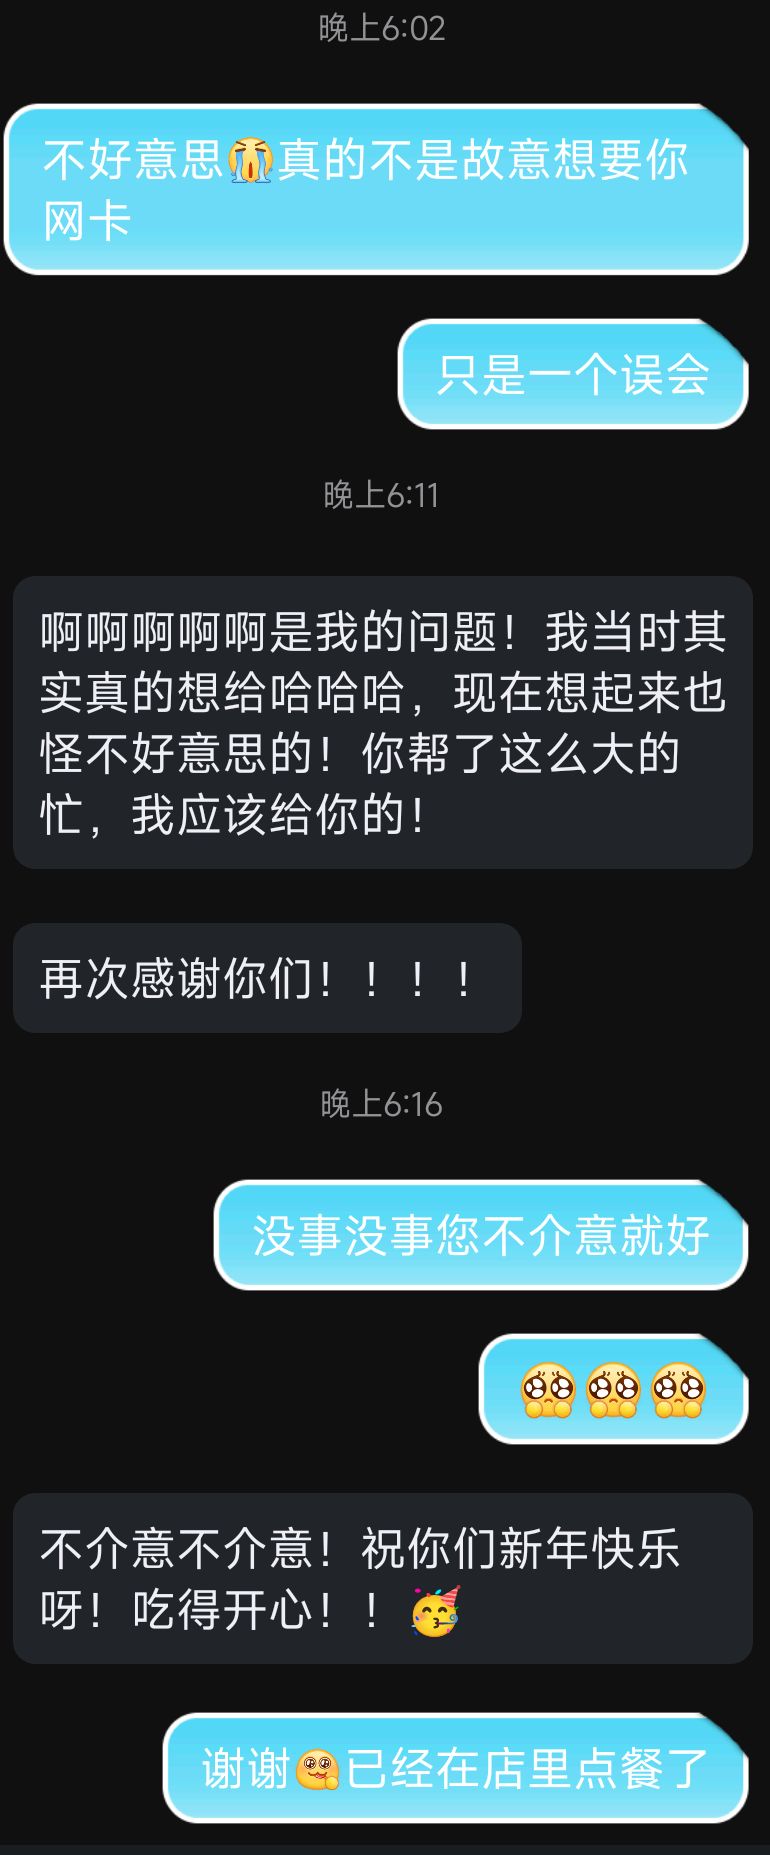 晚上6:02
不好意思😭真的不是故意想要你
网卡
只是一个误会
晚上6:11
啊啊啊啊啊是我的问题！我当时其
实真的想给哈哈哈，现在想起来也
怪不好意思的！你帮了这么大的
忙，我应该给你的！
再次感谢你们！！！！
晚上6:16
没事没事您不介意就好
🥺🥺🥺
不介意不介意！祝你们新年快乐
呀！吃得开心！！🥳
谢谢🥺已经在店里点餐了